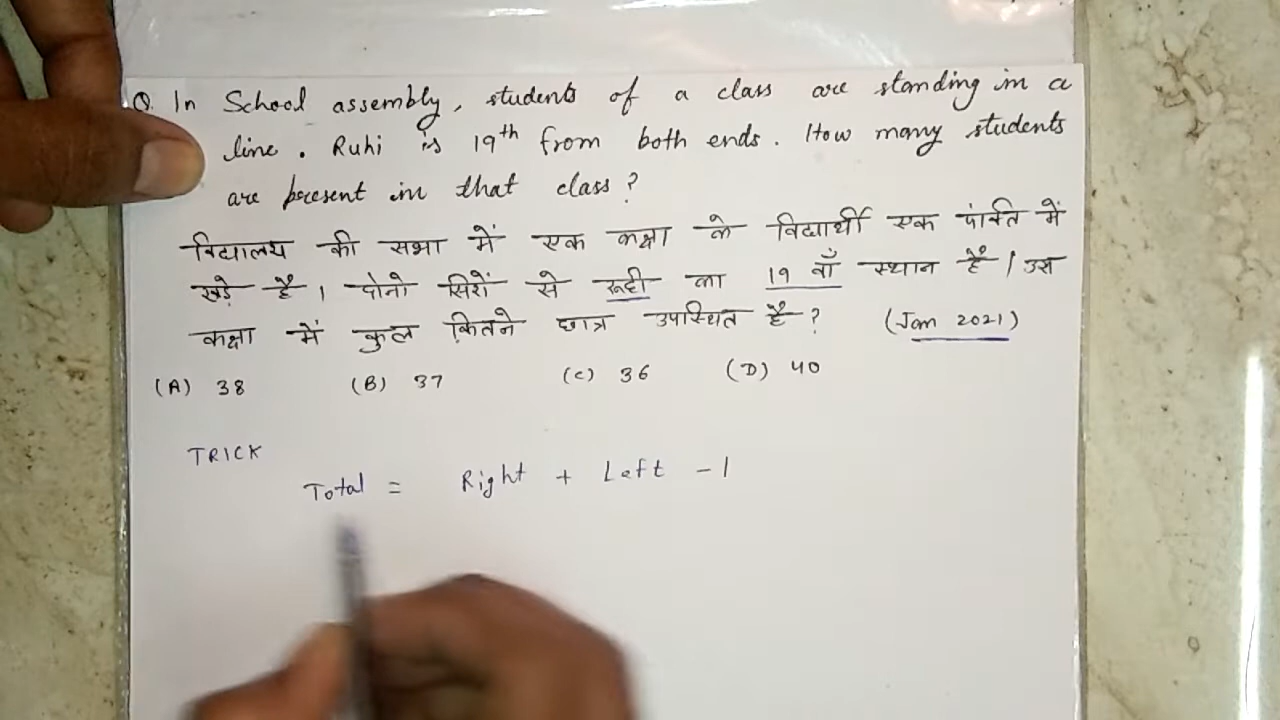 Q. In School assembly, students of a class are standing in a
line. Ruhi is 19th from both ends. How many students
are present in that class?
विद्यालय की सभा में एक कक्षा के विद्यार्थी एक पंक्ति में
खड़े है। दोनो सिरों से रूही का 19 वाँ स्थान है। उस
कक्षा में कुल कितने छात्र उपस्थित है? (Jan 2021)
(A) 38 (B) 37 (C) 36 (D) 40
TRICK
Total = Right + Left - 1